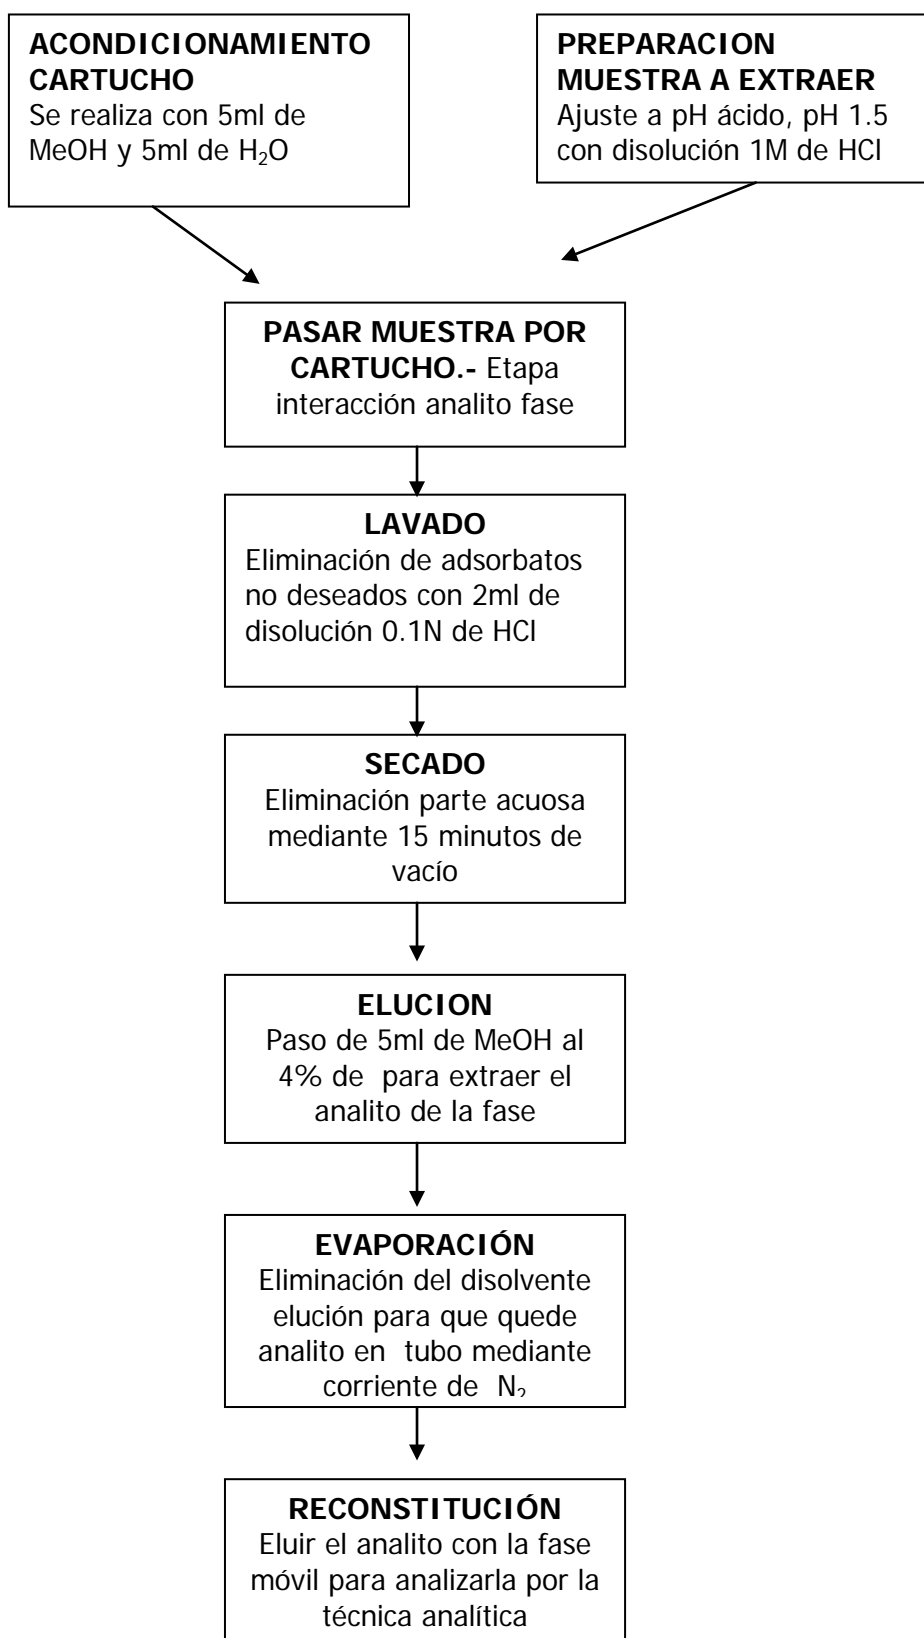 ACONDICIONAMIENTO
CARTUCHO
Se realiza con 5ml de
MeOH y 5ml de H₂O
PREPARACION
MUESTRA A EXTRAER
Ajuste a pH ácido, pH 1.5
con disolución 1M de HCl
PASAR MUESTRA POR
CARTUCHO.- Etapa
interacción analito fase
LAVADO
Eliminación de adsorbatos
no deseados con 2ml de
disolución 0.1N de HCl
SECADO
Eliminación parte acuosa
mediante 15 minutos de
vacío
ELUCION
Paso de 5ml de MeOH al
4% de  para extraer el
analito de la fase
EVAPORACIÓN
Eliminación del disolvente
elución para que quede
analito en  tubo mediante
corriente de  N₂
RECONSTITUCIÓN
Eluir el analito con la fase
móvil para analizarla por la
técnica analítica